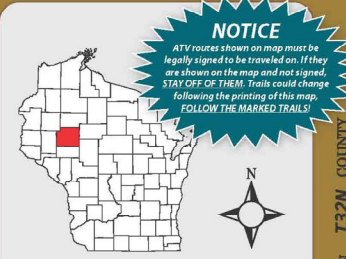 NOTICE
ATV routes shown on map must be
legally signed to be traveled on. If they
are shown on the map and not signed,
STAY OFF OF THEM. Trails could change
following the printing of this map,
FOLLOW THE MARKED TRAILS!
N
T32N COUNTY